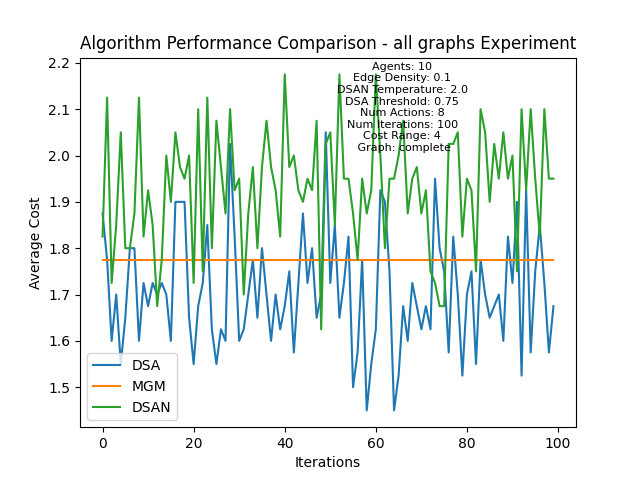 Algorithm Performance Comparison - all graphs Experiment
Agents: 10
Edge Density: 0.1
DSAN Temperature: 2.0
DSA Threshold: 0.75
Num Actions: 8
Num Iterations: 100
Cost Range: 4
Graph: complete
2.2
2.1
2.0
1.9
1.8
1.7
1.6
1.5
Average Cost
DSA
MGM
DSAN
0 20 40 60 80 100
Iterations